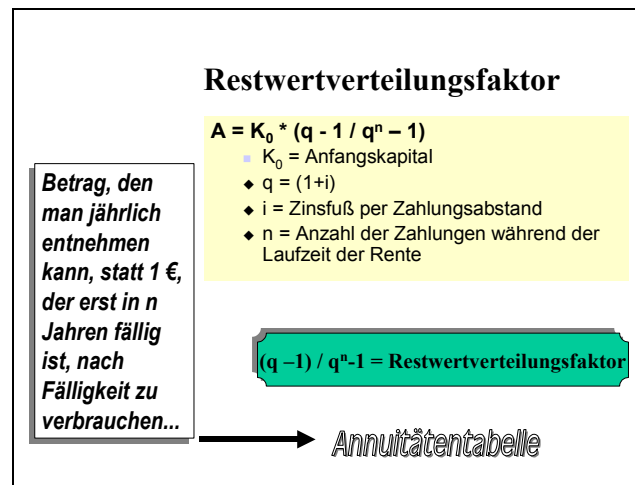 Restwertverteilungsfaktor
A = K₀ * (q - 1 / qⁿ – 1)
K₀ = Anfangskapital
q = (1+i)
i = Zinsfuß per Zahlungsabstand
n = Anzahl der Zahlungen während der
Laufzeit der Rente
Betrag, den
man jährlich
entnehmen
kann, statt 1 €,
der erst in n
Jahren fällig
ist, nach
Fälligkeit zu
verbrauchen...
(q –1) / qⁿ-1 = Restwertverteilungsfaktor
Annuitätentabelle